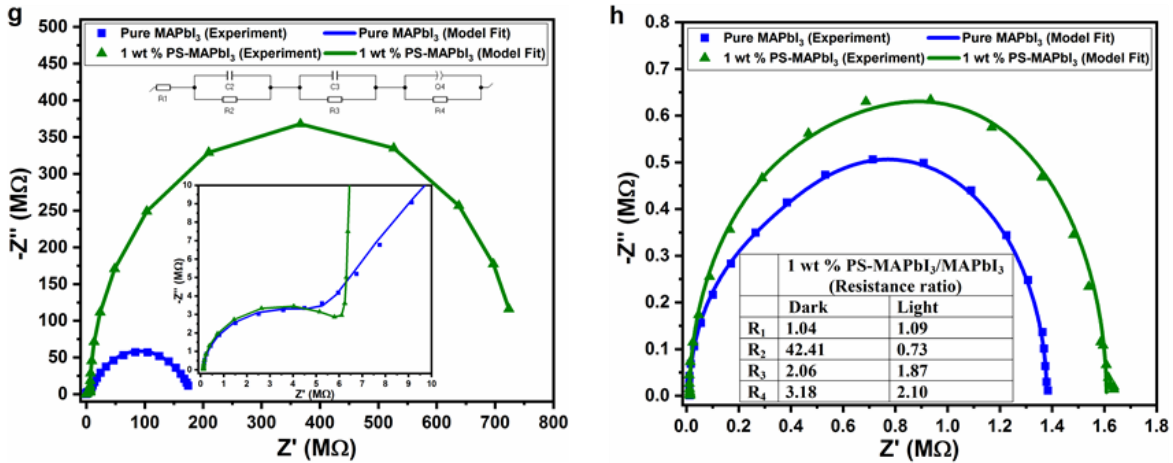 g
Pure MAPbI₃ (Experiment) Pure MAPbI₃ (Model Fit)
1 wt % PS-MAPbI₃ (Experiment) 1 wt % PS-MAPbI₃ (Model Fit)
500
450
400
350
300
250
200
150
100
50
0
-Z'' (MΩ)
R1
C2
R2
C3
R3
Q4
R4
10
9
8
7
6
5
4
3
2
1
0
-Z'' (MΩ)
0 1 2 3 4 5 6 7 8 9 10
Z' (MΩ)
0 100 200 300 400 500 600 700 800
Z' (MΩ)
h
Pure MAPbI₃ (Experiment) Pure MAPbI₃ (Model Fit)
1 wt % PS-MAPbI₃ (Experiment) 1 wt % PS-MAPbI₃ (Model Fit)
0.8
0.7
0.6
0.5
0.4
0.3
0.2
0.1
0.0
-Z'' (MΩ)
1 wt % PS-MAPbI₃/MAPbI₃
(Resistance ratio)
Dark Light
R₁ 1.04 1.09
R₂ 42.41 0.73
R₃ 2.06 1.87
R₄ 3.18 2.10
0.0 0.2 0.4 0.6 0.8 1.0 1.2 1.4 1.6 1.8
Z' (MΩ)